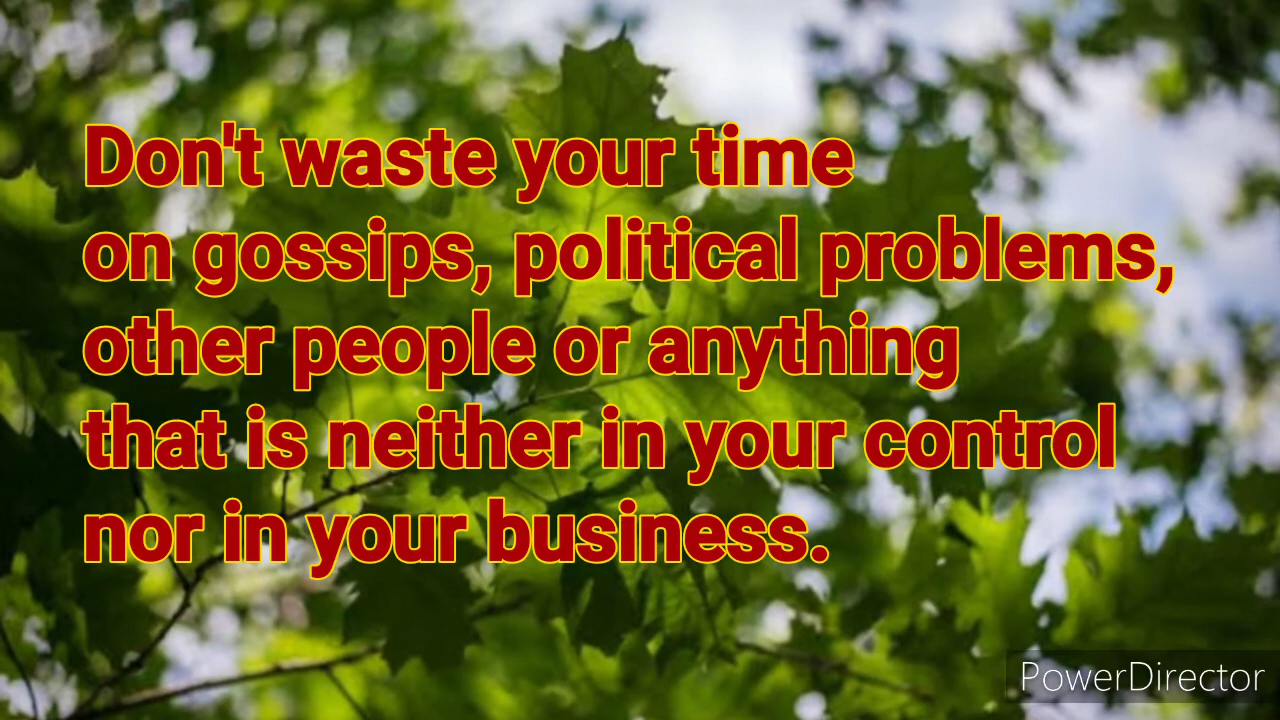 Don't waste your time
on gossips, political problems,
other people or anything
that is neither in your control
nor in your business.
PowerDirector